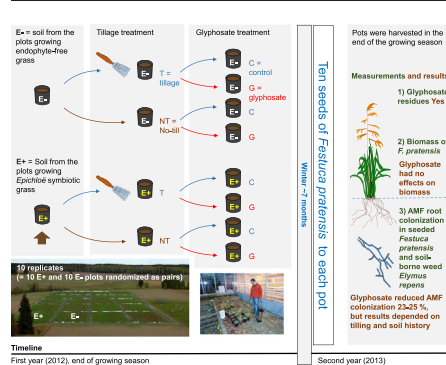 E- = soil from the
plots growing
endophyte-free
grass
Tillage treatment
Glyphosate treatment
E-
E-
T =
tillage
E-
C =
control
E-
G =
glyphosate
E-
NT =
No-till
E-
C
E-
G
E+ = Soil from the
plots growing
Epichloë symbiotic
grass
E+
E+
T
E+
C
E+
G
E+
NT
E+
C
E+
G
10 replicates
(= 10 E+ and 10 E- plots randomized as pairs)
E+
E-
Winter ~7 months
Ten seeds of Festuca pratensis to each pot
Pots were harvested in the
end of the growing season
Measurements and results
1) Glyphosate
residues Yes
2) Biomass of
F. pratensis
Glyphosate
had no
effects on
biomass
3) AMF root
colonization
in seeded
Festuca
pratensis
and soil-
borne weed
Elymus
repens
Glyphosate reduced AMF
colonization 23-25 %,
but results depended on
tilling and soil history
Timeline
First year (2012), end of growing season
Second year (2013)